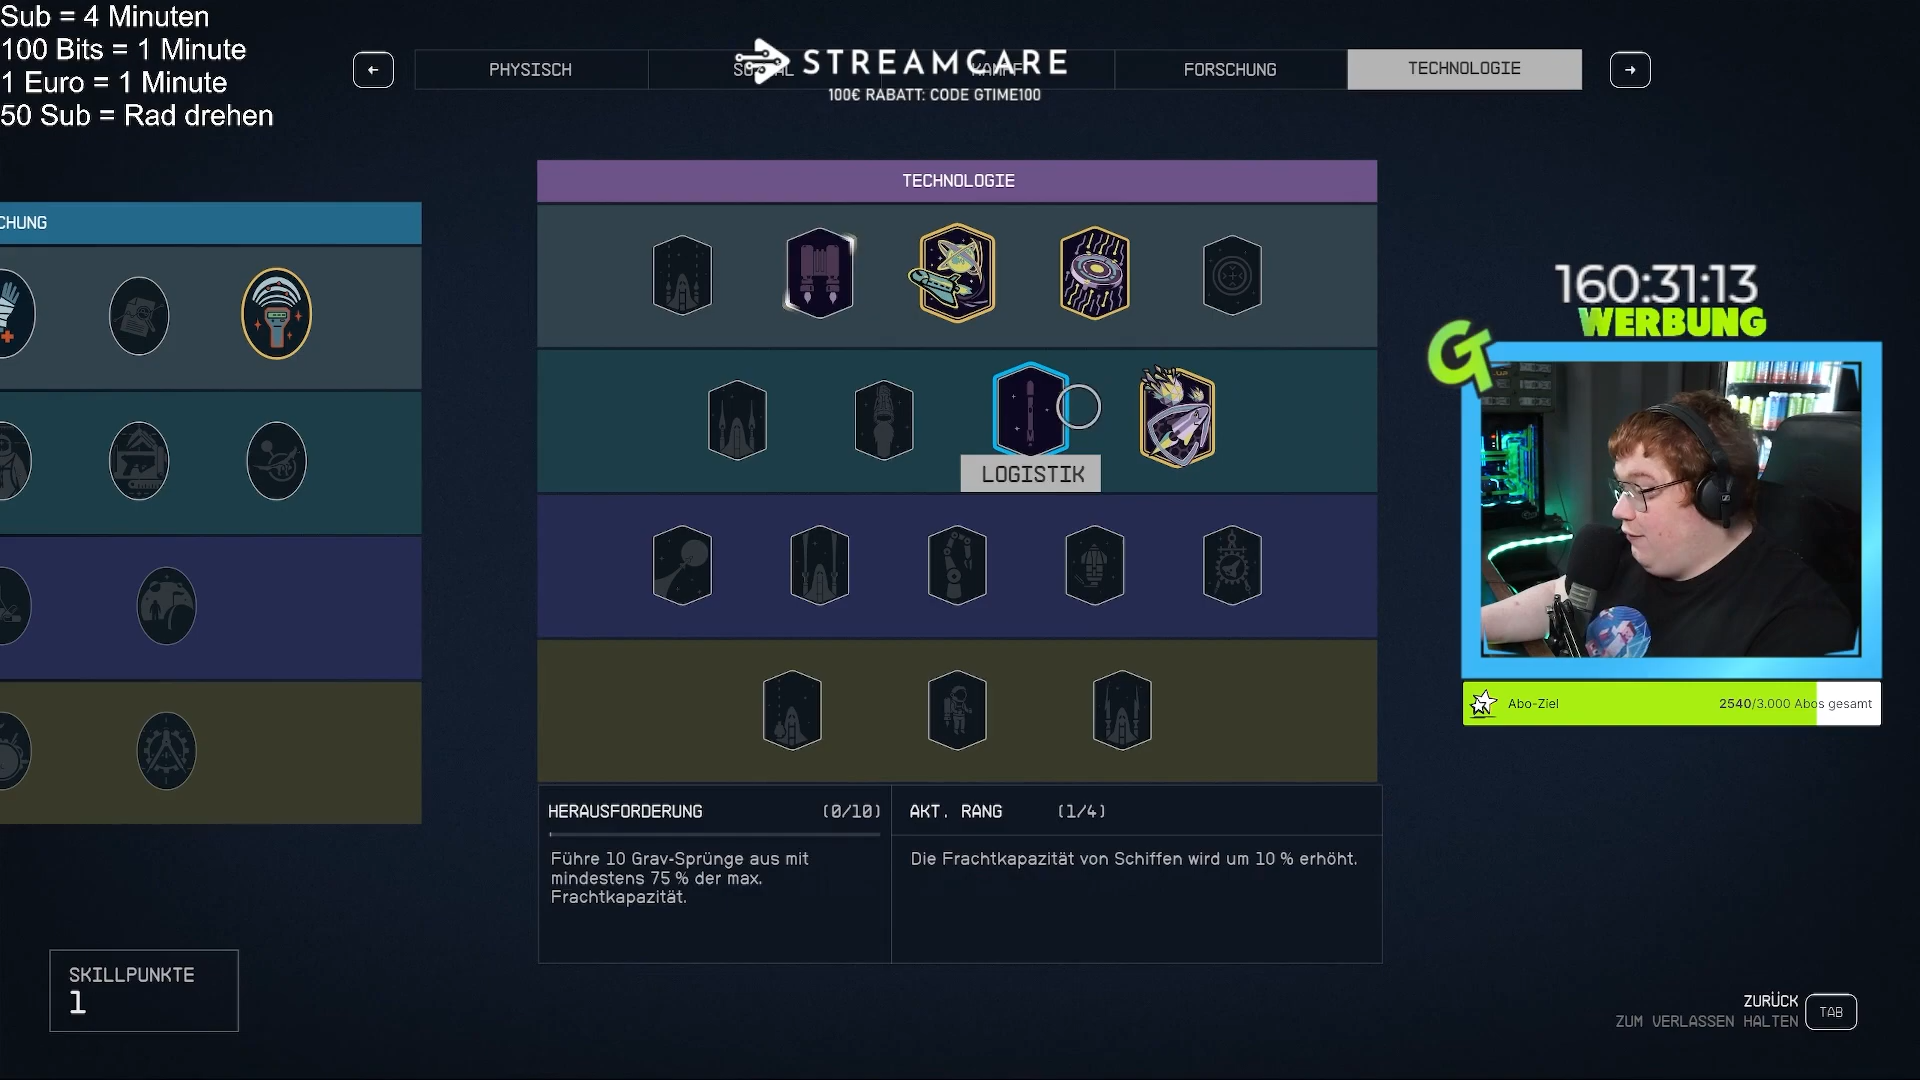 Sub = 4 Minuten
100 Bits = 1 Minute
1 Euro = 1 Minute
50 Sub = Rad drehen
←
PHYSISCH
STREAMCARE
100€ RABATT: CODE GTIME100
FORSCHUNG
TECHNOLOGIE
→
CHUNG
TECHNOLOGIE
LOGISTIK
160:31:13
WERBUNG
G
Abo-Ziel
2540/3.000 Abos gesamt
HERAUSFORDERUNG (0/10)
Führe 10 Grav-Sprünge aus mit
mindestens 75 % der max.
Frachtkapazität.
AKT. RANG (1/4)
Die Frachtkapazität von Schiffen wird um 10 % erhöht.
SKILLPUNKTE
1
ZURÜCK
ZUM VERLASSEN HALTEN
TAB